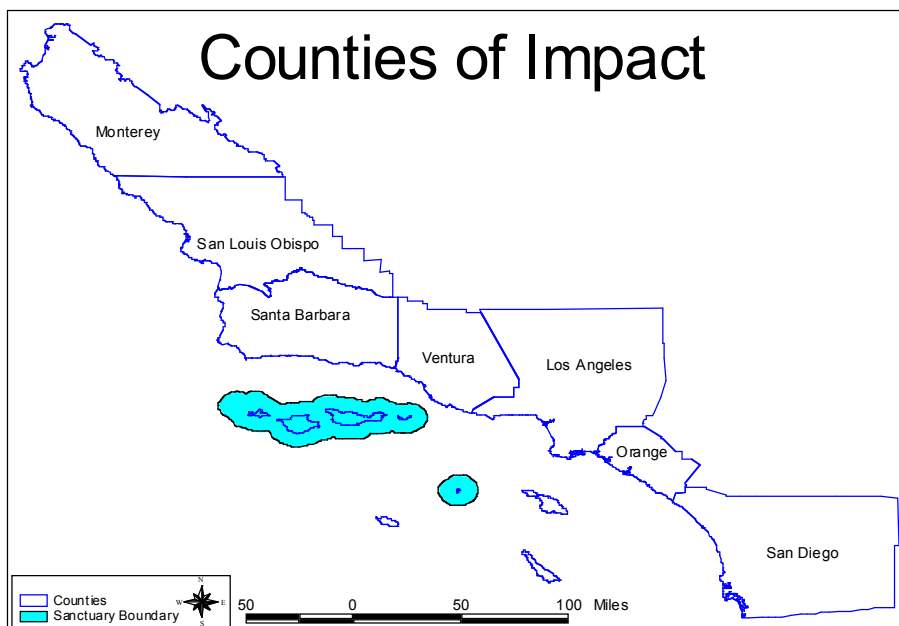 Counties of Impact
Monterey
San Louis Obispo
Santa Barbara
Ventura
Los Angeles
Orange
San Diego
Counties
Sanctuary Boundary
N
W E
S
50 0 50 100 Miles